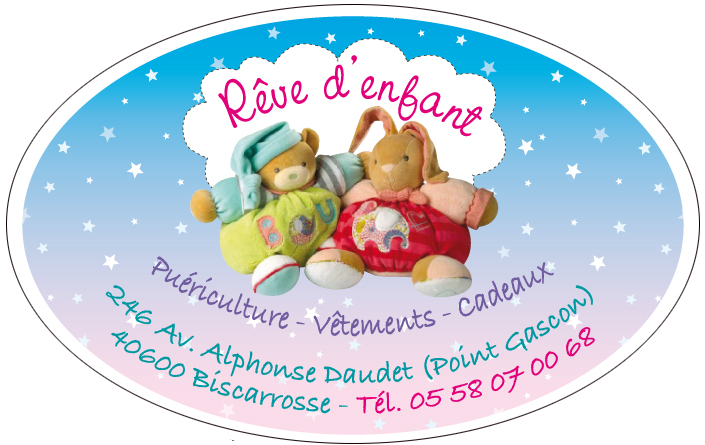 Rêve d'enfant
BOU
Puériculture - Vêtements - Cadeaux
246 Av. Alphonse Daudet (Point Gascon)
40600 Biscarrosse - Tél. 05 58 07 00 68